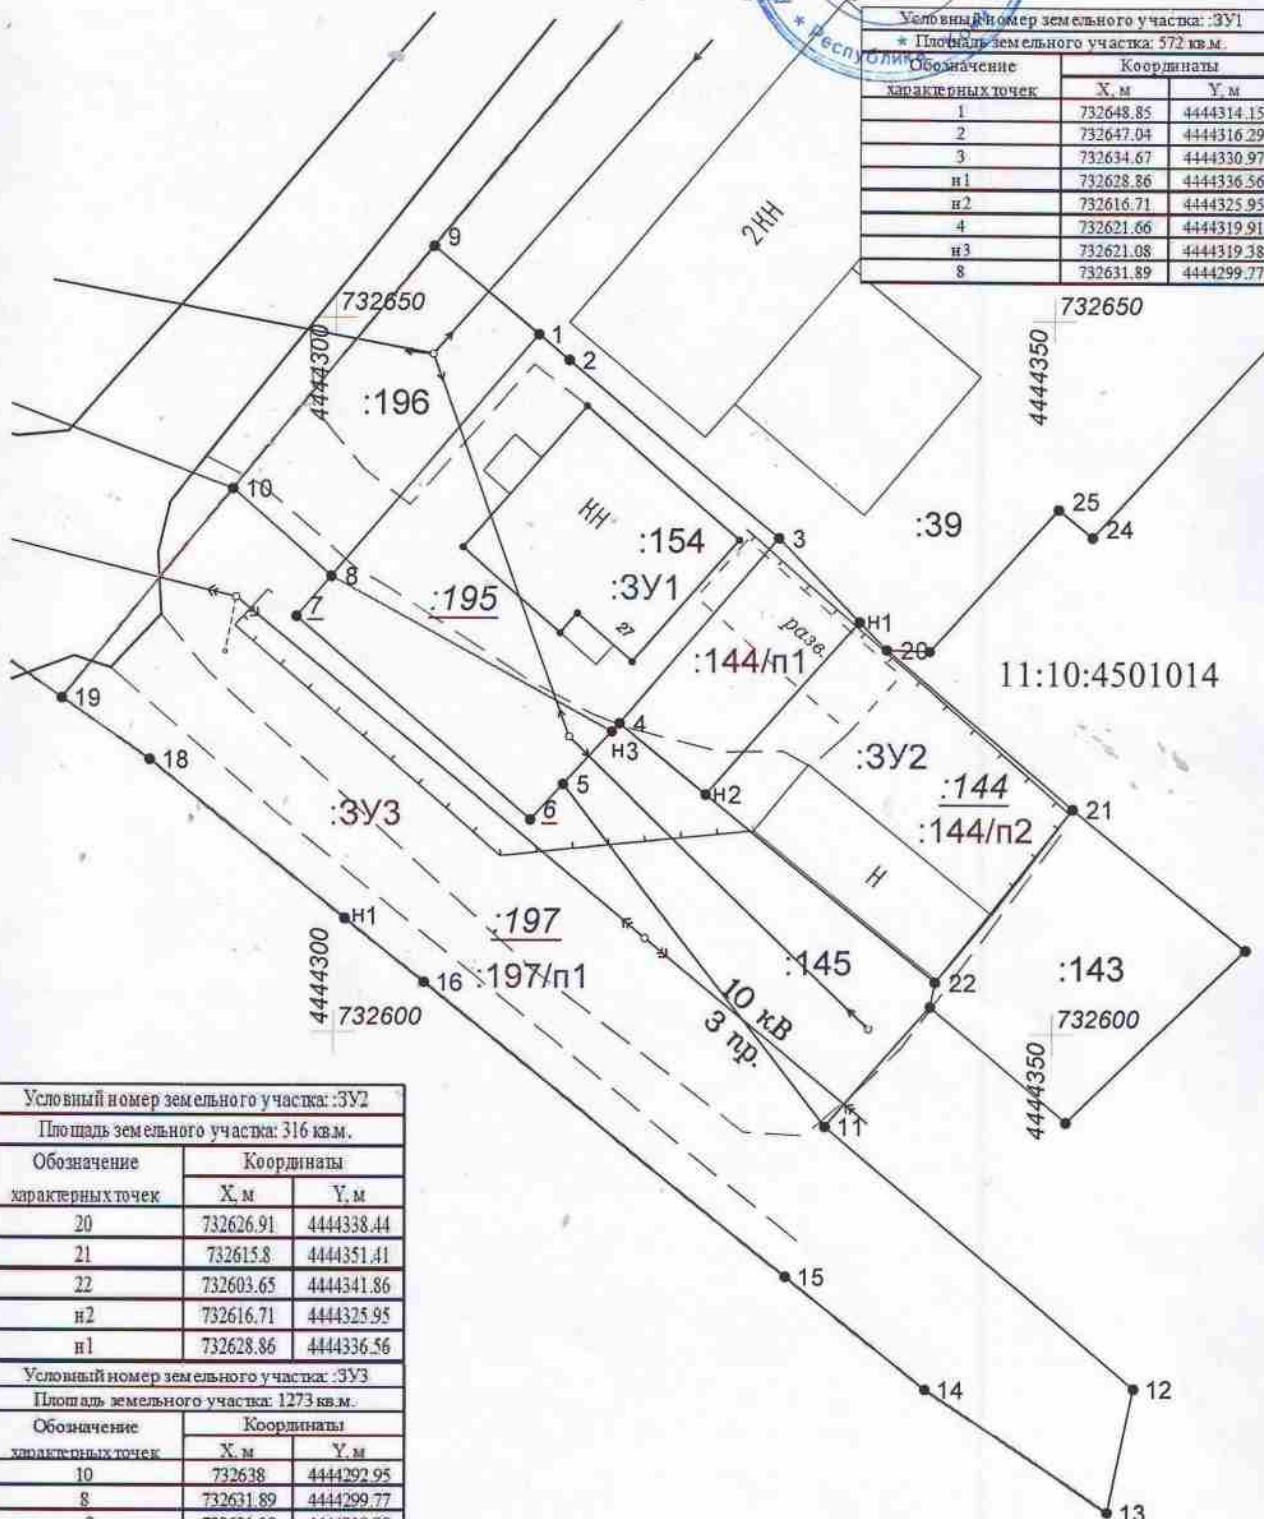 ★ Республика
Условный номер земельного участка: :ЗУ1
Площадь земельного участка: 572 кв.м.
Обозначение Координаты
характерных точек X, м Y, м
1 732648.85 4444314.15
2 732647.04 4444316.29
3 732634.67 4444330.97
н1 732628.86 4444336.56
н2 732616.71 4444325.95
4 732621.66 4444319.91
н3 732621.08 4444319.38
8 732631.89 4444299.77
2КН
9
732650
4444300
732650
4444350
1
2
:196
10
КН
:154
3
:39
25
24
:ЗУ1
8
:195
7
27
разв.
н1
:144/п1
20
11:10:4501014
19
4
н3
18
5
н2
:ЗУ2
:144
:144/п2
21
:ЗУ3
6
Н
н1
:197
:197/п1
:145
:143
22
16
4444300
732600
10 кВ
3 пр.
732600
4444350
11
Условный номер земельного участка: :ЗУ2
Площадь земельного участка: 316 кв.м.
Обозначение Координаты
характерных точек X, м Y, м
20 732626.91 4444338.44
21 732615.8 4444351.41
22 732603.65 4444341.86
н2 732616.71 4444325.95
н1 732628.86 4444336.56
15
Условный номер земельного участка: :ЗУ3
Площадь земельного участка: 1273 кв.м.
Обозначение Координаты
характерных точек X, м Y, м
10 732638 4444292.95
8 732631.89 4444299.77
14
12
13